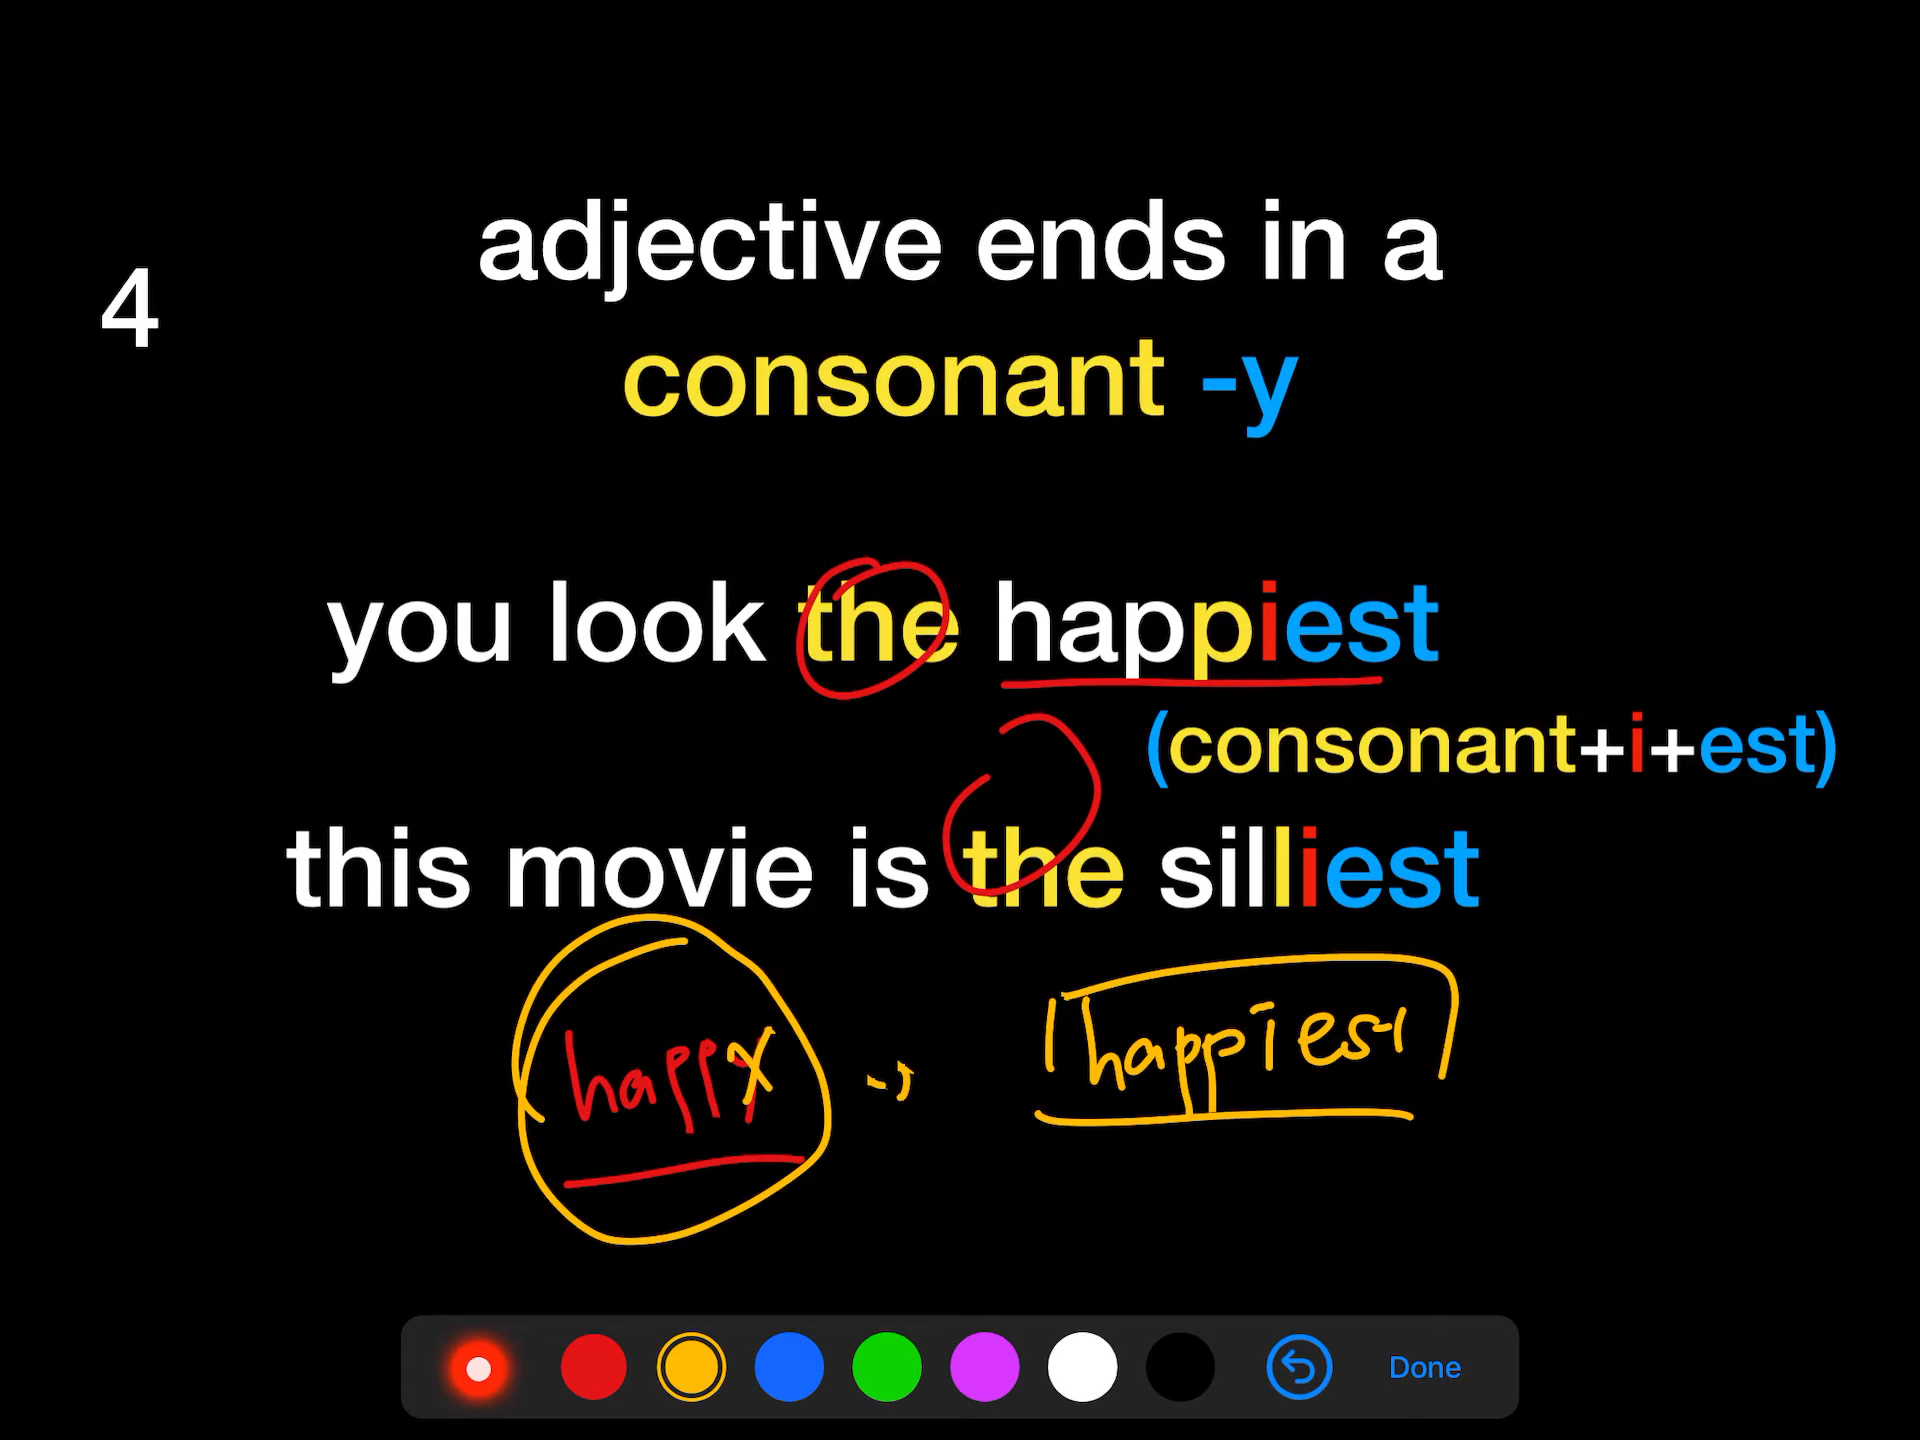 4
adjective ends in a
consonant -y
you look the happiest
(consonant+i+est)
this movie is the silliest
happy
happiest
Done